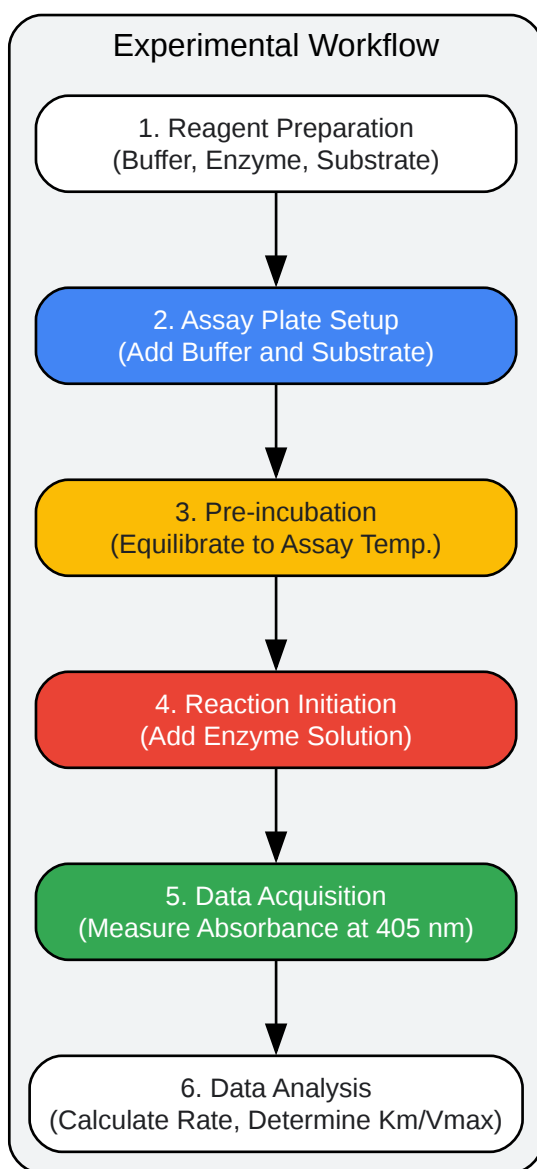 Experimental Workflow
1. Reagent Preparation
(Buffer, Enzyme, Substrate)
2. Assay Plate Setup
(Add Buffer and Substrate)
3. Pre-incubation
(Equilibrate to Assay Temp.)
4. Reaction Initiation
(Add Enzyme Solution)
5. Data Acquisition
(Measure Absorbance at 405 nm)
6. Data Analysis
(Calculate Rate, Determine Km/Vmax)